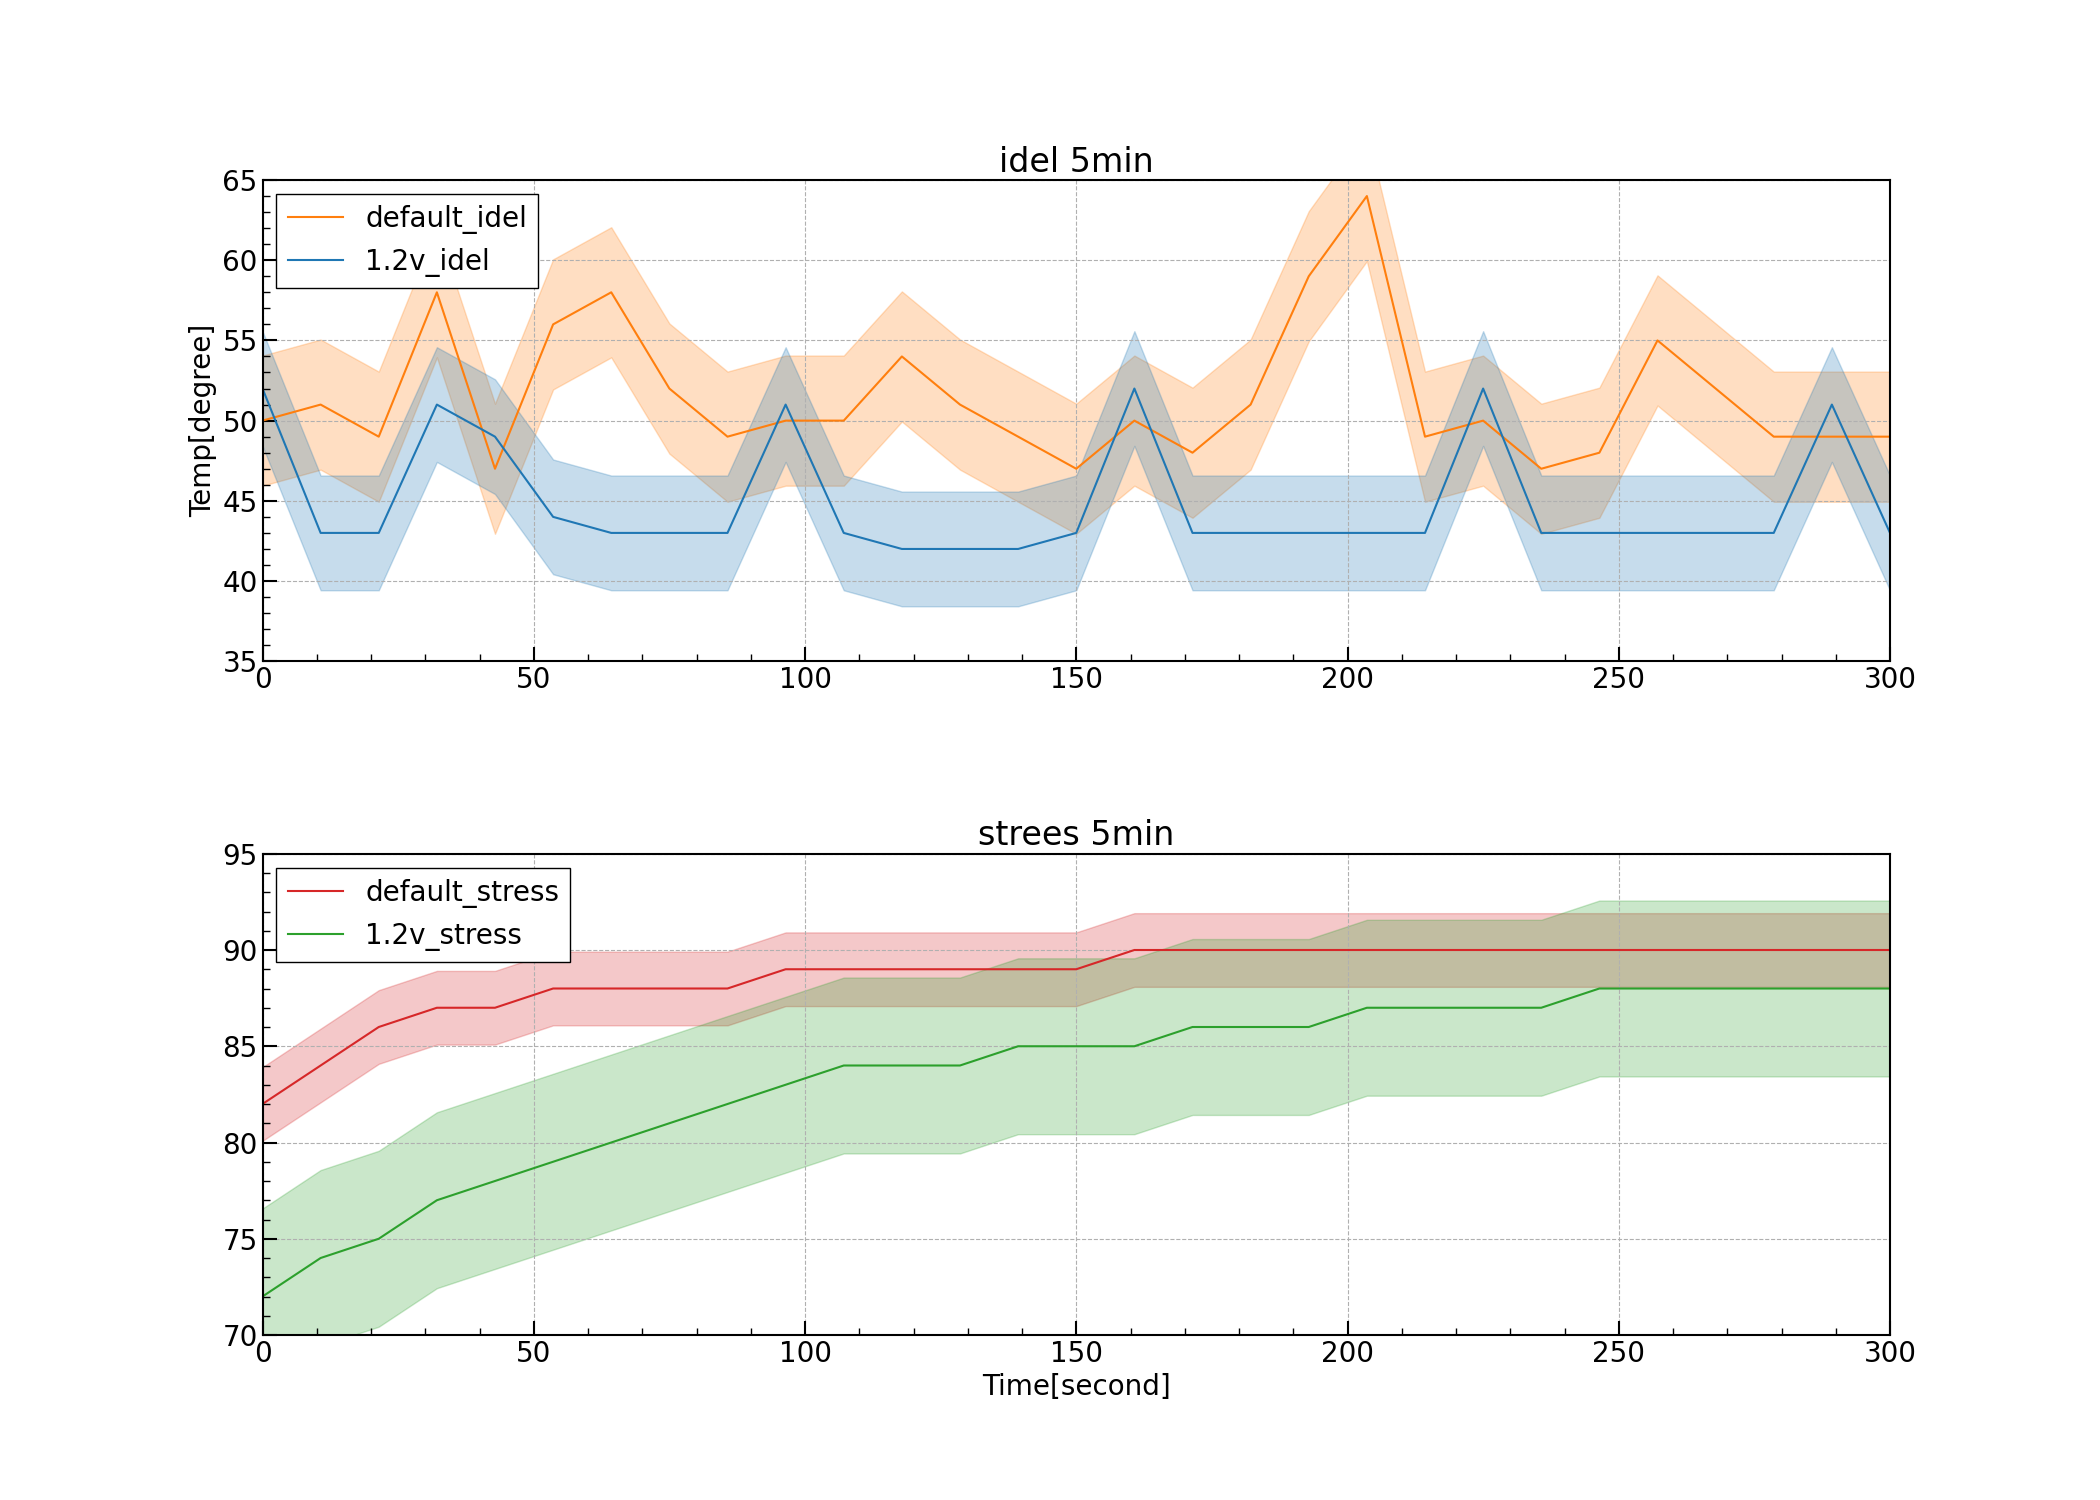 idel 5min
65
60
55
50
45
40
35
Temp[degree]
default_idel
1.2v_idel
0 50 100 150 200 250 300
strees 5min
95
90
85
80
75
70
default_stress
1.2v_stress
0 50 100 150 200 250 300
Time[second]